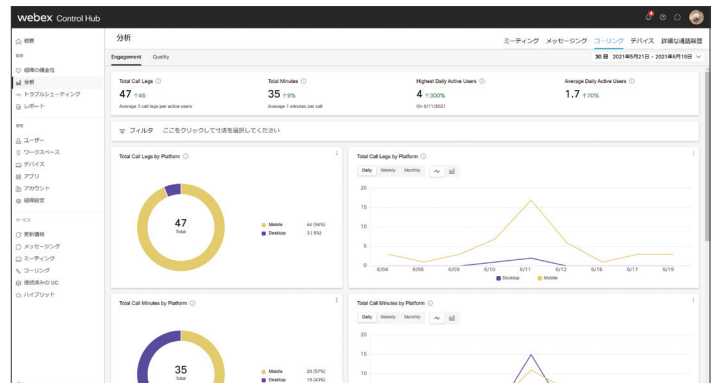 webex Control Hub
概要
監視
組織の健全性
分析
トラブルシューティング
レポート
管理
ユーザー
ワークスペース
デバイス
アプリ
アカウント
組織設定
サービス
更新情報
メッセージング
ミーティング
コーリング
接続済みの UC
ハイブリッド
分析
ミーティング メッセージング コーリング デバイス 詳細な通話履歴
Engagement Quality
30 日 2021年5月21日 - 2021年6月19日
Total Call Legs
47 ↑46
Average 3 call legs per active users
Total Minutes
35 ↑9%
Average 1 minutes per call
Highest Daily Active Users
4 ↑300%
On 6/11/2021
Average Daily Active Users
1.7 ↑70%
フィルタ ここをクリックして寸法を選択してください
Total Call Legs by Platform
47
Total
Mobile 44 (94%)
Desktop 3 (6%)
Total Call Legs by Platform
Daily Weekly Monthly
20
15
10
5
0
6/04 6/06 6/09 6/10 6/11 6/12 6/16 6/17 6/19
Desktop Mobile
Total Call Minutes by Platform
35
Total
Mobile 20 (57%)
Desktop 15 (43%)
Total Call Minutes by Platform
Daily Weekly Monthly
20
15
10